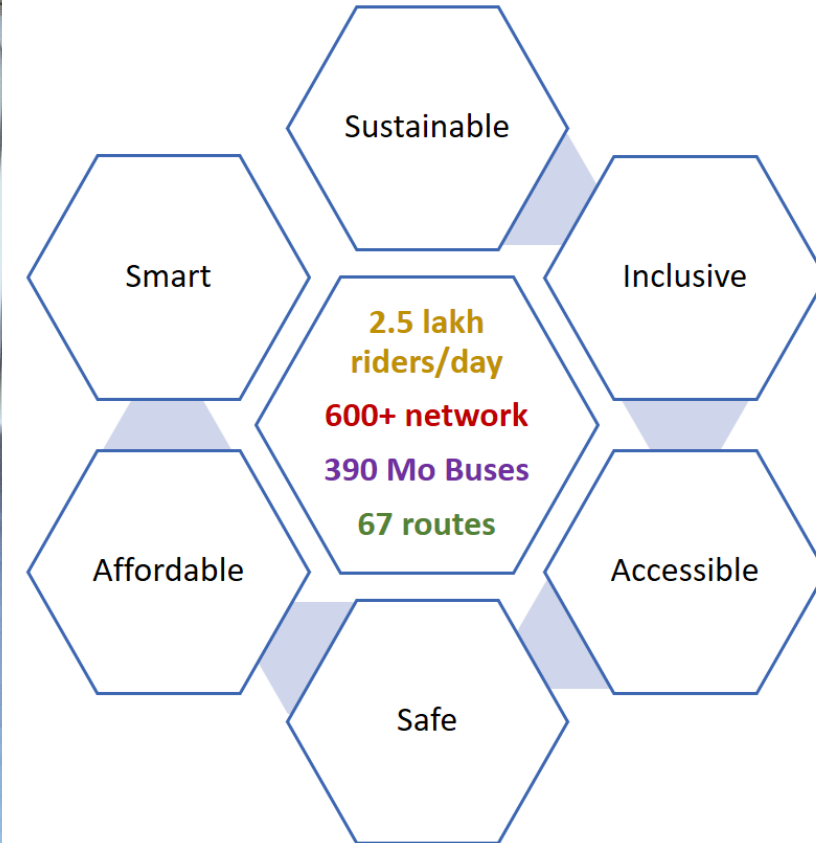 Sustainable
Smart
Inclusive
2.5 lakh
riders/day
600+ network
390 Mo Buses
67 routes
Affordable
Accessible
Safe